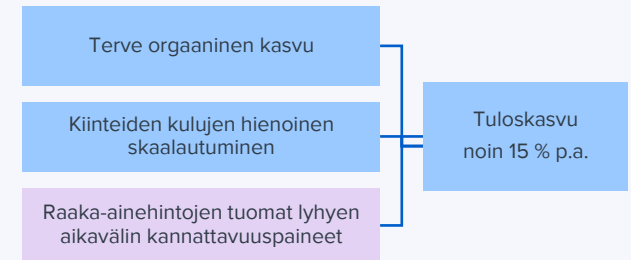 Terve orgaaninen kasvu
Kiinteiden kulujen hienoinen
skaalautuminen
Raaka-ainehintojen tuomat lyhyen
aikavälin kannattavuuspaineet
Tuloskasvu
noin 15 % p.a.